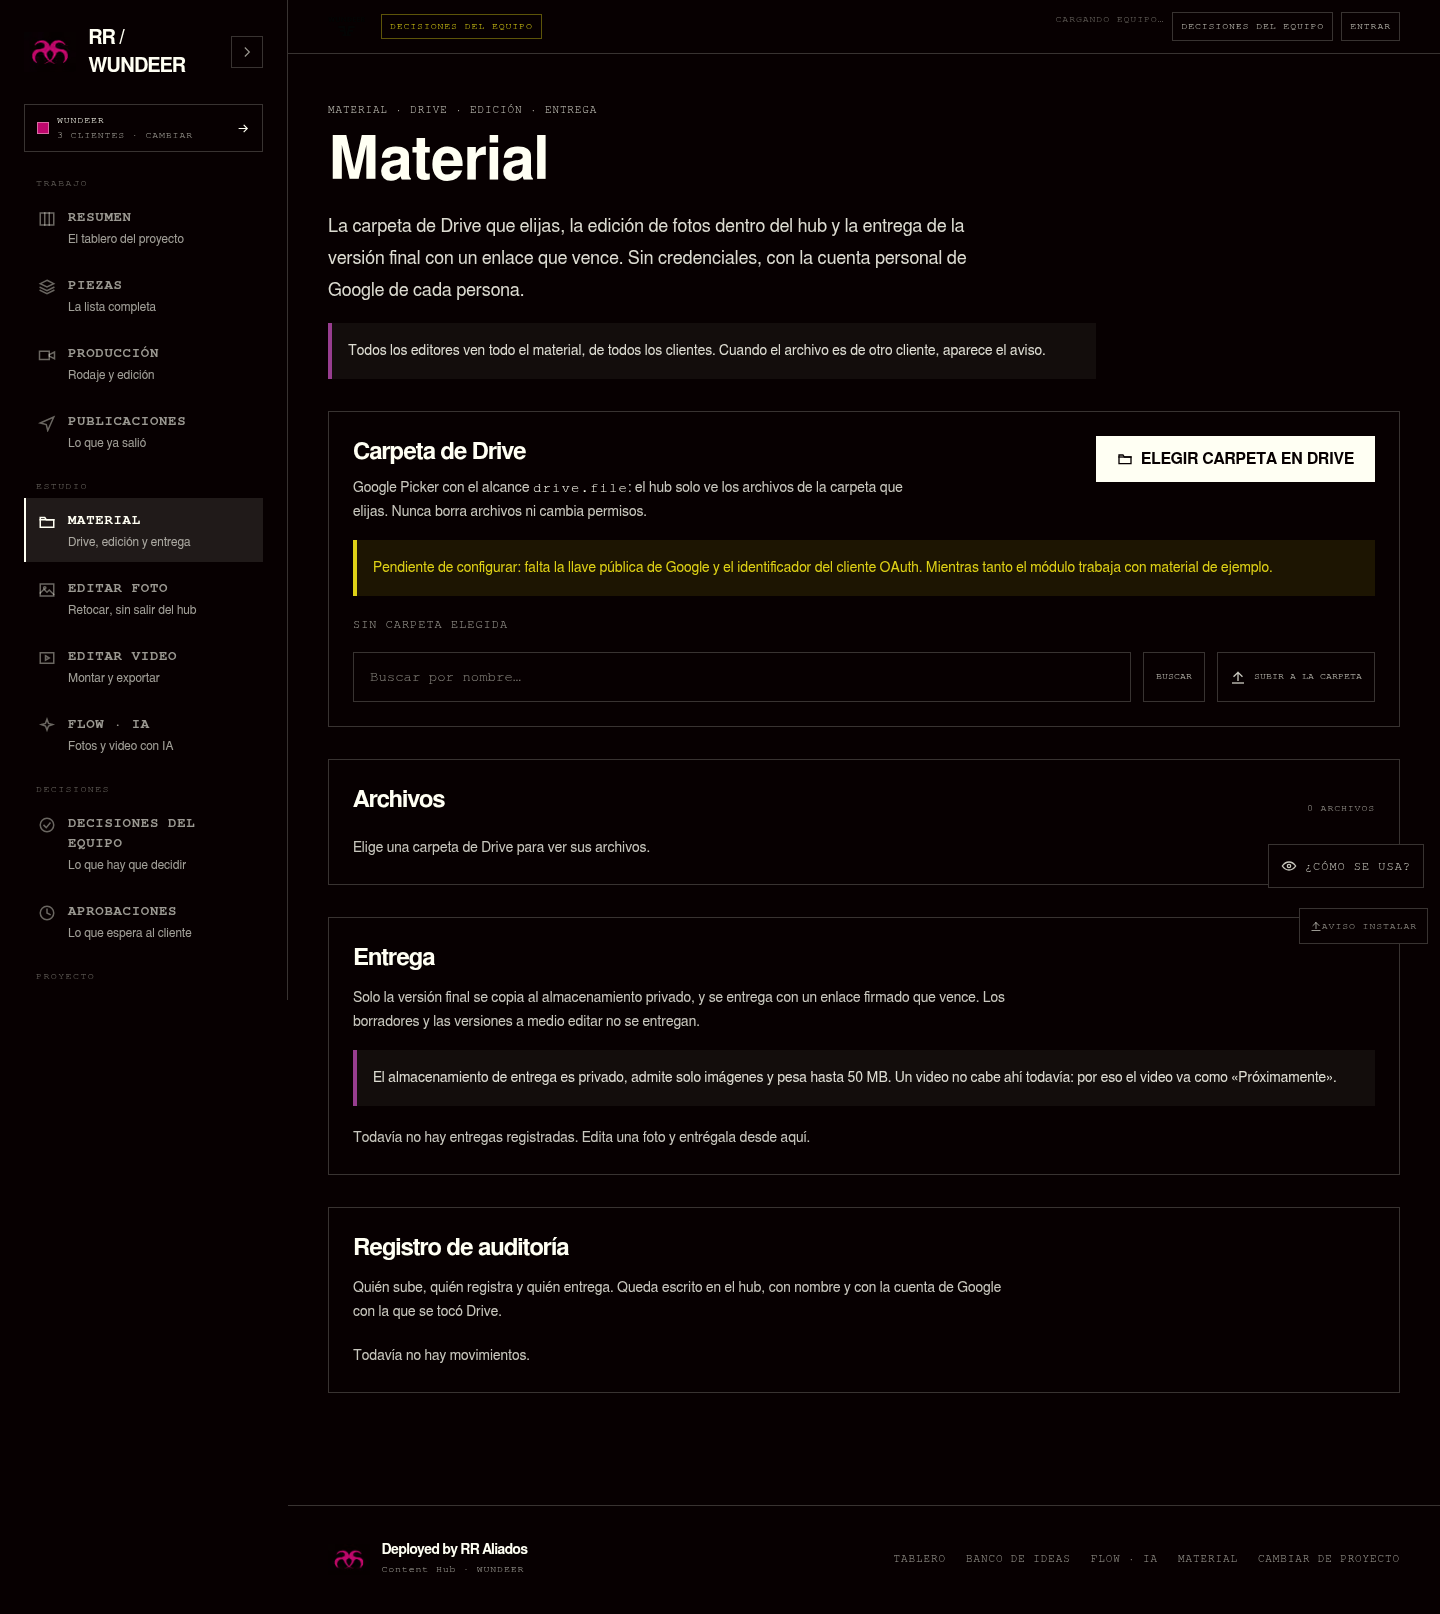 RR /
WUNDEER
WUNDEER
3 CLIENTES · CAMBIAR
TRABAJO
RESUMEN
El tablero del proyecto
PIEZAS
La lista completa
PRODUCCIÓN
Rodaje y edición
PUBLICACIONES
Lo que ya salió
ESTUDIO
MATERIAL
Drive, edición y entrega
EDITAR FOTO
Retocar, sin salir del hub
EDITAR VIDEO
Montar y exportar
FLOW · IA
Fotos y video con IA
DECISIONES
DECISIONES DEL
EQUIPO
Lo que hay que decidir
APROBACIONES
Lo que espera al cliente
PROYECTO
DECISIONES DEL EQUIPO
CARGANDO EQUIPO…
DECISIONES DEL EQUIPO
ENTRAR
MATERIAL · DRIVE · EDICIÓN · ENTREGA
Material
La carpeta de Drive que elijas, la edición de fotos dentro del hub y la entrega de la
versión final con un enlace que vence. Sin credenciales, con la cuenta personal de
Google de cada persona.
Todos los editores ven todo el material, de todos los clientes. Cuando el archivo es de otro cliente, aparece el aviso.
Carpeta de Drive
ELEGIR CARPETA EN DRIVE
Google Picker con el alcance drive.file: el hub solo ve los archivos de la carpeta que
elijas. Nunca borra archivos ni cambia permisos.
Pendiente de configurar: falta la llave pública de Google y el identificador del cliente OAuth. Mientras tanto el módulo trabaja con material de ejemplo.
SIN CARPETA ELEGIDA
Buscar por nombre…
BUSCAR
SUBIR A LA CARPETA
Archivos
0 ARCHIVOS
Elige una carpeta de Drive para ver sus archivos.
¿CÓMO SE USA?
AVISO INSTALAR
Entrega
Solo la versión final se copia al almacenamiento privado, y se entrega con un enlace firmado que vence. Los
borradores y las versiones a medio editar no se entregan.
El almacenamiento de entrega es privado, admite solo imágenes y pesa hasta 50 MB. Un video no cabe ahí todavía: por eso el video va como «Próximamente».
Todavía no hay entregas registradas. Edita una foto y entrégala desde aquí.
Registro de auditoría
Quién sube, quién registra y quién entrega. Queda escrito en el hub, con nombre y con la cuenta de Google
con la que se tocó Drive.
Todavía no hay movimientos.
Deployed by RR Aliados
Content Hub · WUNDEER
TABLERO
BANCO DE IDEAS
FLOW · IA
MATERIAL
CAMBIAR DE PROYECTO